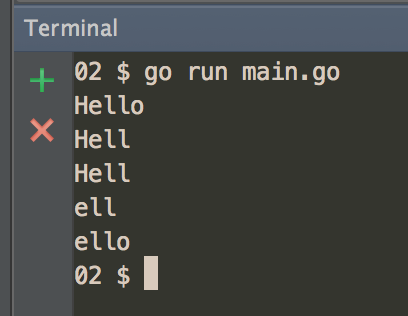 Terminal
02 $ go run main.go
Hello
Hell
Hell
ell
ello
02 $